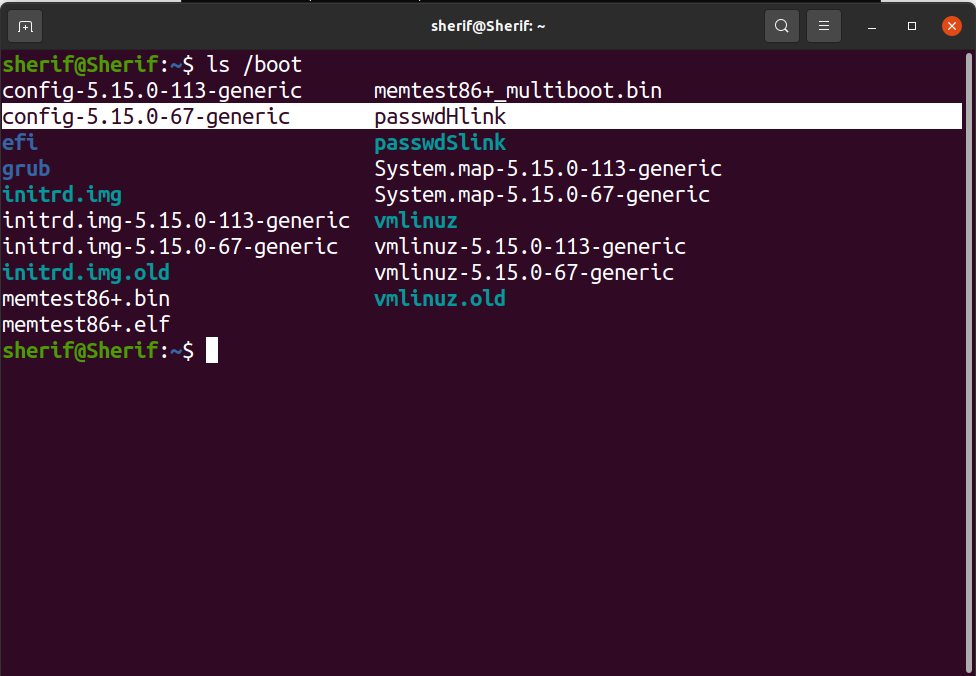 sherif@Sherif: ~
sherif@Sherif:~$ ls /boot
config-5.15.0-113-generic      memtest86+_multiboot.bin
config-5.15.0-67-generic       passwdHlink
efi                            passwdSlink
grub                           System.map-5.15.0-113-generic
initrd.img                     System.map-5.15.0-67-generic
initrd.img-5.15.0-113-generic  vmlinuz
initrd.img-5.15.0-67-generic   vmlinuz-5.15.0-113-generic
initrd.img.old                 vmlinuz-5.15.0-67-generic
memtest86+.bin                 vmlinuz.old
memtest86+.elf
sherif@Sherif:~$